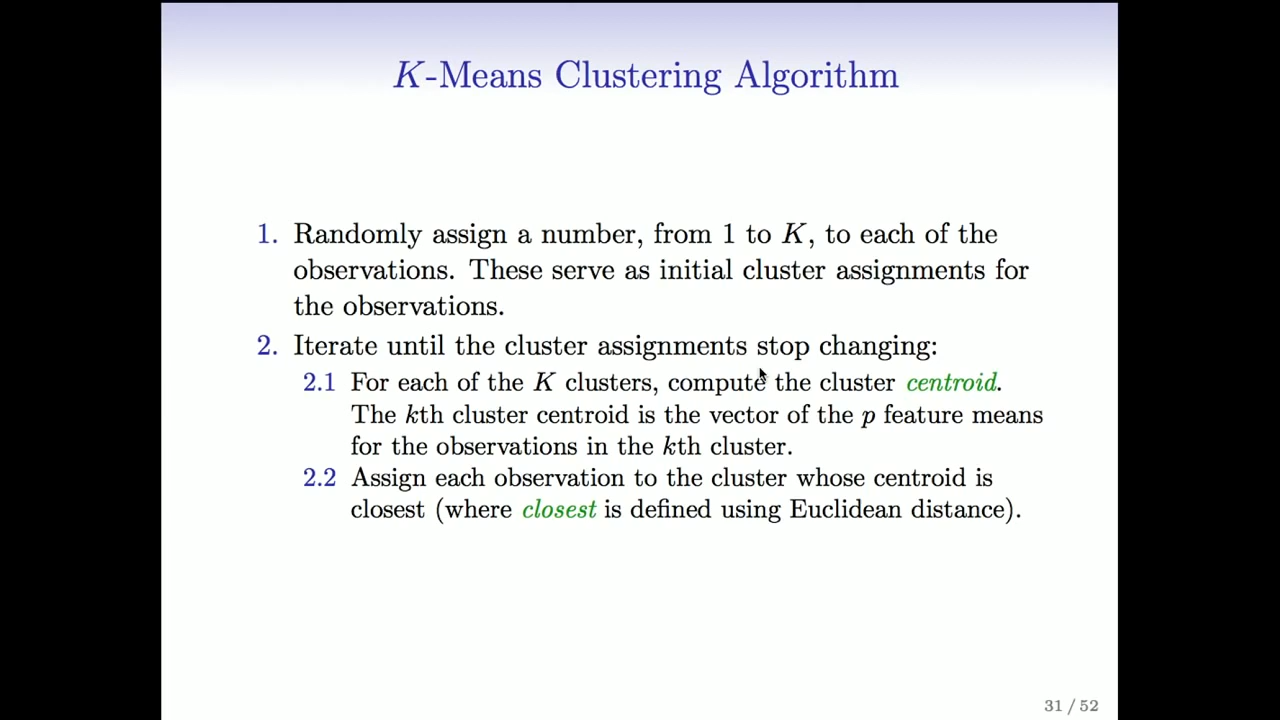 K-Means Clustering Algorithm
1. Randomly assign a number, from 1 to K, to each of the
observations. These serve as initial cluster assignments for
the observations.
2. Iterate until the cluster assignments stop changing:
2.1 For each of the K clusters, compute the cluster centroid.
The kth cluster centroid is the vector of the p feature means
for the observations in the kth cluster.
2.2 Assign each observation to the cluster whose centroid is
closest (where closest is defined using Euclidean distance).
31 / 52